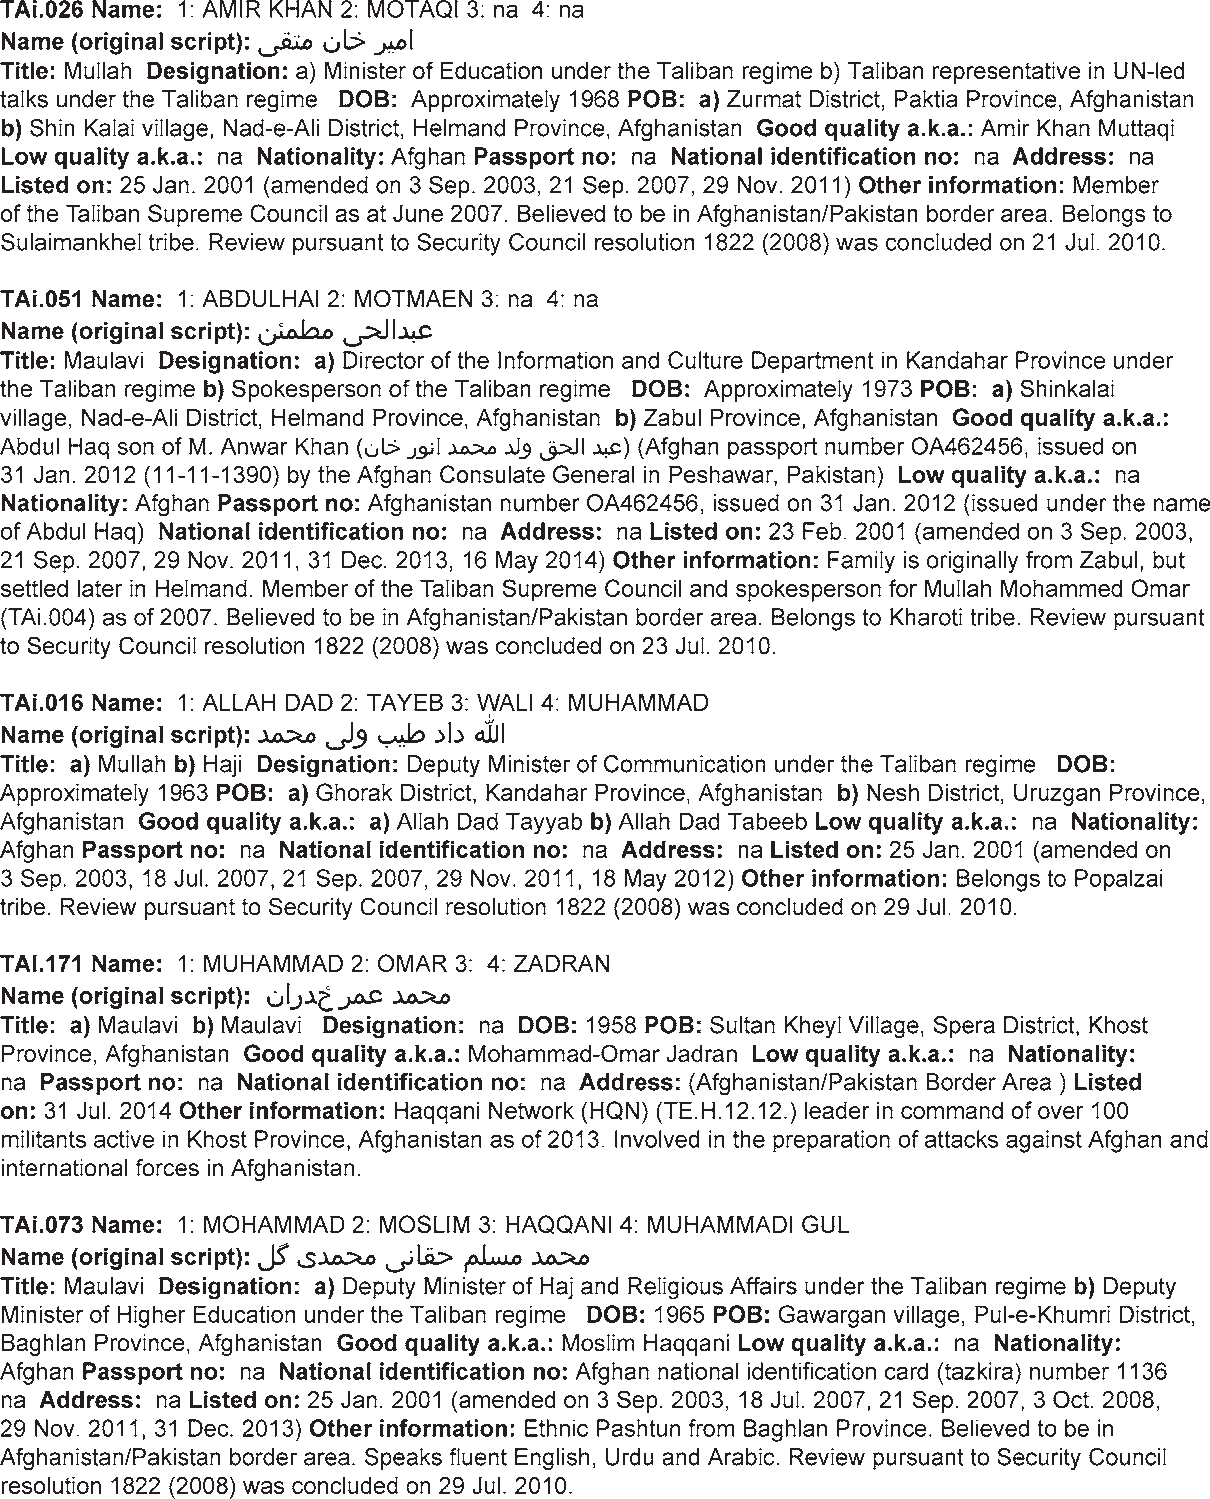 TAi.026 Name: 1: AMIR KHAN 2: MOTAQI 3: na 4: na
Name (original script): امیر خان متقی
Title: Mullah Designation: a) Minister of Education under the Taliban regime b) Taliban representative in UN-led
talks under the Taliban regime DOB: Approximately 1968 POB: a) Zurmat District, Paktia Province, Afghanistan
b) Shin Kalai village, Nad-e-Ali District, Helmand Province, Afghanistan Good quality a.k.a.: Amir Khan Muttaqi
Low quality a.k.a.: na Nationality: Afghan Passport no: na National identification no: na Address: na
Listed on: 25 Jan. 2001 (amended on 3 Sep. 2003, 21 Sep. 2007, 29 Nov. 2011) Other information: Member
of the Taliban Supreme Council as at June 2007. Believed to be in Afghanistan/Pakistan border area. Belongs to
Sulaimankhel tribe. Review pursuant to Security Council resolution 1822 (2008) was concluded on 21 Jul. 2010.
TAi.051 Name: 1: ABDULHAI 2: MOTMAEN 3: na 4: na
Name (original script): عبدالحی مطمئن
Title: Maulavi Designation: a) Director of the Information and Culture Department in Kandahar Province under
the Taliban regime b) Spokesperson of the Taliban regime DOB: Approximately 1973 POB: a) Shinkalai
village, Nad-e-Ali District, Helmand Province, Afghanistan b) Zabul Province, Afghanistan Good quality a.k.a.:
Abdul Haq son of M. Anwar Khan (عبد الحق ولد محمد انور خان) (Afghan passport number OA462456, issued on
31 Jan. 2012 (11-11-1390) by the Afghan Consulate General in Peshawar, Pakistan) Low quality a.k.a.: na
Nationality: Afghan Passport no: Afghanistan number OA462456, issued on 31 Jan. 2012 (issued under the name
of Abdul Haq) National identification no: na Address: na Listed on: 23 Feb. 2001 (amended on 3 Sep. 2003,
21 Sep. 2007, 29 Nov. 2011, 31 Dec. 2013, 16 May 2014) Other information: Family is originally from Zabul, but
settled later in Helmand. Member of the Taliban Supreme Council and spokesperson for Mullah Mohammed Omar
(TAi.004) as of 2007. Believed to be in Afghanistan/Pakistan border area. Belongs to Kharoti tribe. Review pursuant
to Security Council resolution 1822 (2008) was concluded on 23 Jul. 2010.
TAi.016 Name: 1: ALLAH DAD 2: TAYEB 3: WALI 4: MUHAMMAD
Name (original script): الله داد طیب ولی محمد
Title: a) Mullah b) Haji Designation: Deputy Minister of Communication under the Taliban regime DOB:
Approximately 1963 POB: a) Ghorak District, Kandahar Province, Afghanistan b) Nesh District, Uruzgan Province,
Afghanistan Good quality a.k.a.: a) Allah Dad Tayyab b) Allah Dad Tabeeb Low quality a.k.a.: na Nationality:
Afghan Passport no: na National identification no: na Address: na Listed on: 25 Jan. 2001 (amended on
3 Sep. 2003, 18 Jul. 2007, 21 Sep. 2007, 29 Nov. 2011, 18 May 2012) Other information: Belongs to Popalzai
tribe. Review pursuant to Security Council resolution 1822 (2008) was concluded on 29 Jul. 2010.
TAI.171 Name: 1: MUHAMMAD 2: OMAR 3: 4: ZADRAN
Name (original script): محمد عمر ځدران
Title: a) Maulavi b) Maulavi Designation: na DOB: 1958 POB: Sultan Kheyl Village, Spera District, Khost
Province, Afghanistan Good quality a.k.a.: Mohammad-Omar Jadran Low quality a.k.a.: na Nationality:
na Passport no: na National identification no: na Address: (Afghanistan/Pakistan Border Area ) Listed
on: 31 Jul. 2014 Other information: Haqqani Network (HQN) (TE.H.12.12.) leader in command of over 100
militants active in Khost Province, Afghanistan as of 2013. Involved in the preparation of attacks against Afghan and
international forces in Afghanistan.
TAi.073 Name: 1: MOHAMMAD 2: MOSLIM 3: HAQQANI 4: MUHAMMADI GUL
Name (original script): محمد مسلم حقانی محمدی گل
Title: Maulavi Designation: a) Deputy Minister of Haj and Religious Affairs under the Taliban regime b) Deputy
Minister of Higher Education under the Taliban regime DOB: 1965 POB: Gawargan village, Pul-e-Khumri District,
Baghlan Province, Afghanistan Good quality a.k.a.: Moslim Haqqani Low quality a.k.a.: na Nationality:
Afghan Passport no: na National identification no: Afghan national identification card (tazkira) number 1136
na Address: na Listed on: 25 Jan. 2001 (amended on 3 Sep. 2003, 18 Jul. 2007, 21 Sep. 2007, 3 Oct. 2008,
29 Nov. 2011, 31 Dec. 2013) Other information: Ethnic Pashtun from Baghlan Province. Believed to be in
Afghanistan/Pakistan border area. Speaks fluent English, Urdu and Arabic. Review pursuant to Security Council
resolution 1822 (2008) was concluded on 29 Jul. 2010.